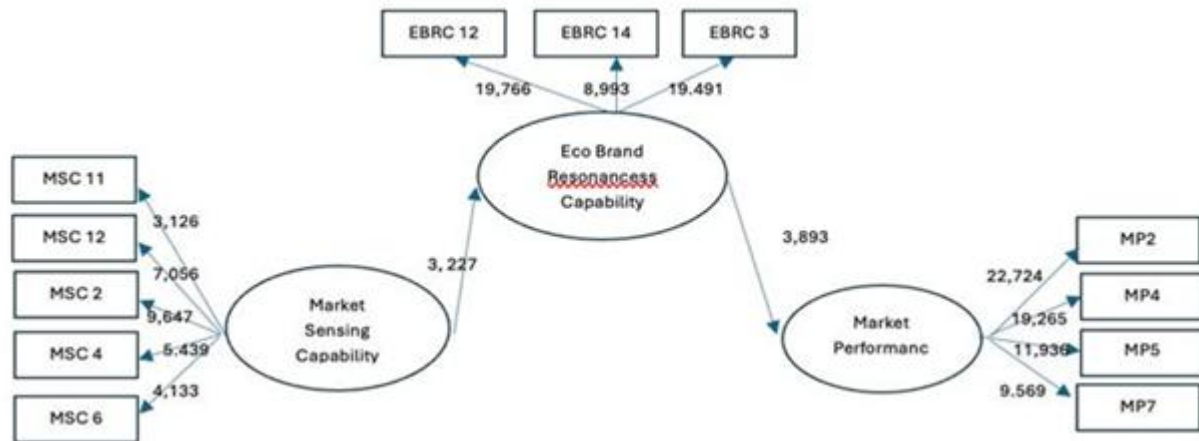 EBRC 12
EBRC 14
EBRC 3
19,766
8,993
19.491
Eco Brand
Resonancess
Capability
MSC 11
MSC 12
MSC 2
MSC 4
MSC 6
3,126
7,056
9,647
5.439
4,133
Market
Sensing
Capability
3, 227
3,893
Market
Performanc
22,724
19,265
11,936
9.569
MP2
MP4
MP5
MP7